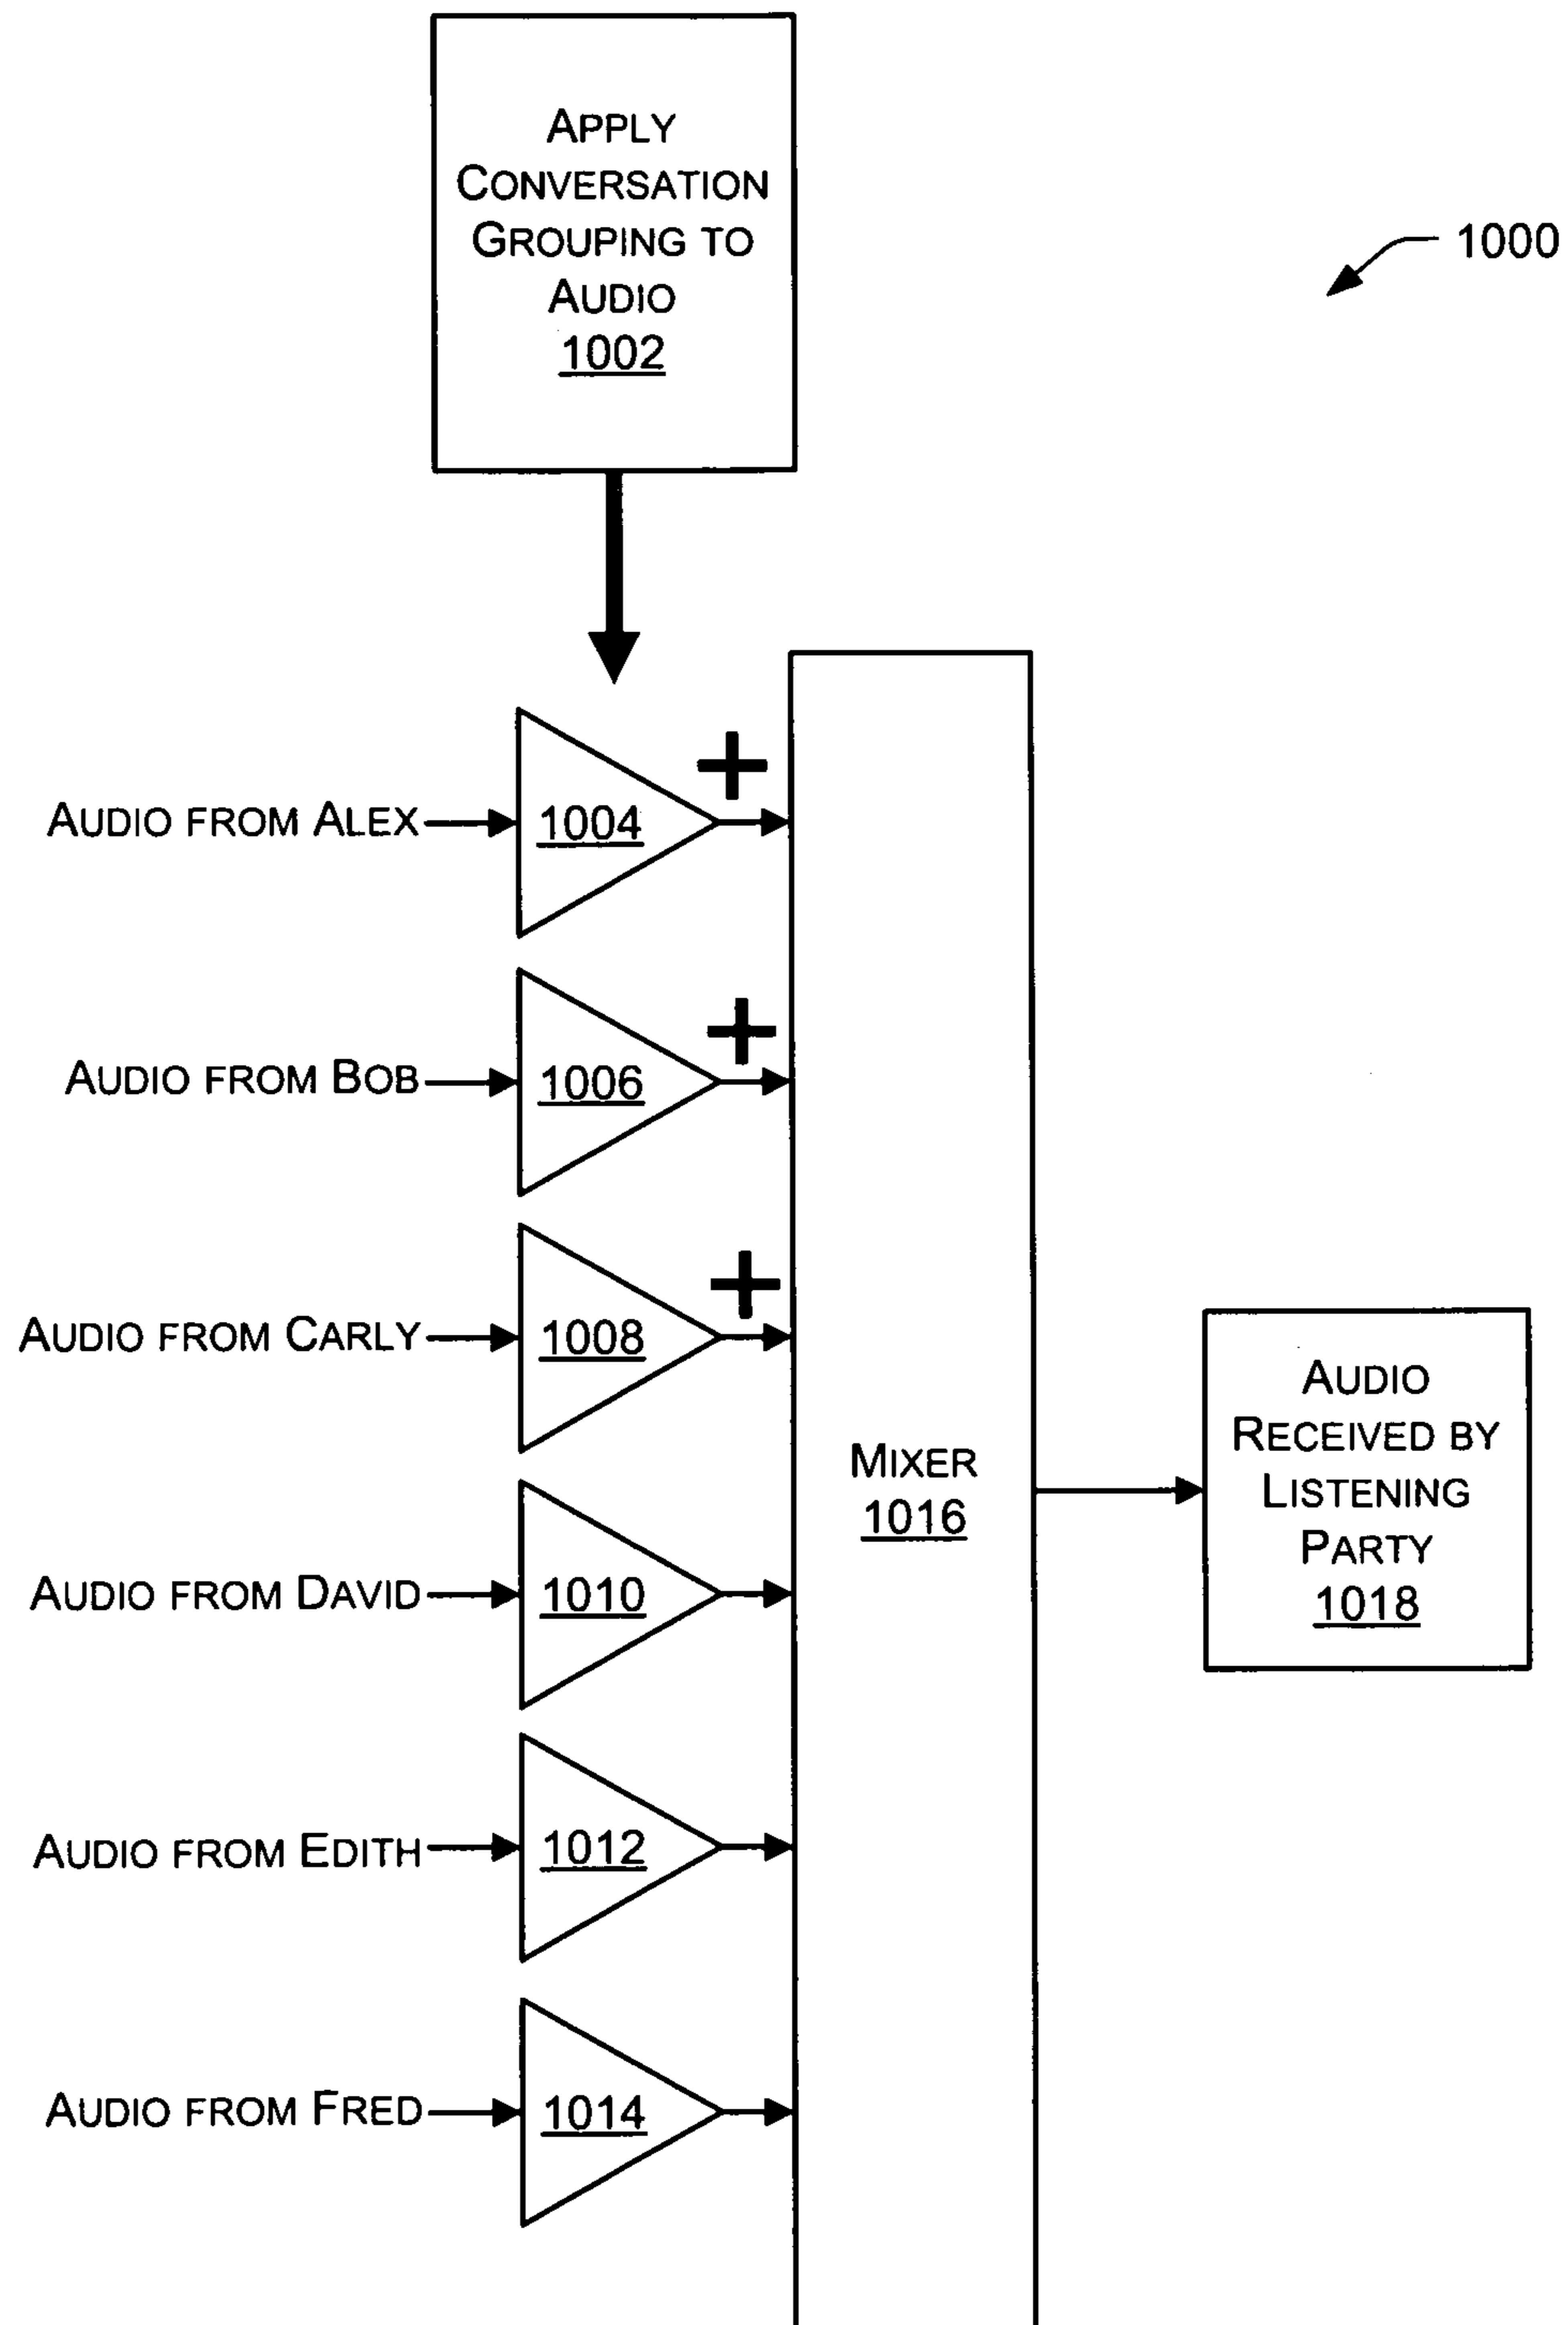 APPLY
CONVERSATION
GROUPING TO
AUDIO
1002
1000
AUDIO FROM ALEX
1004
+
AUDIO FROM BOB
1006
+
AUDIO FROM CARLY
1008
+
AUDIO FROM DAVID
1010
AUDIO FROM EDITH
1012
AUDIO FROM FRED
1014
MIXER
1016
AUDIO
RECEIVED BY
LISTENING
PARTY
1018